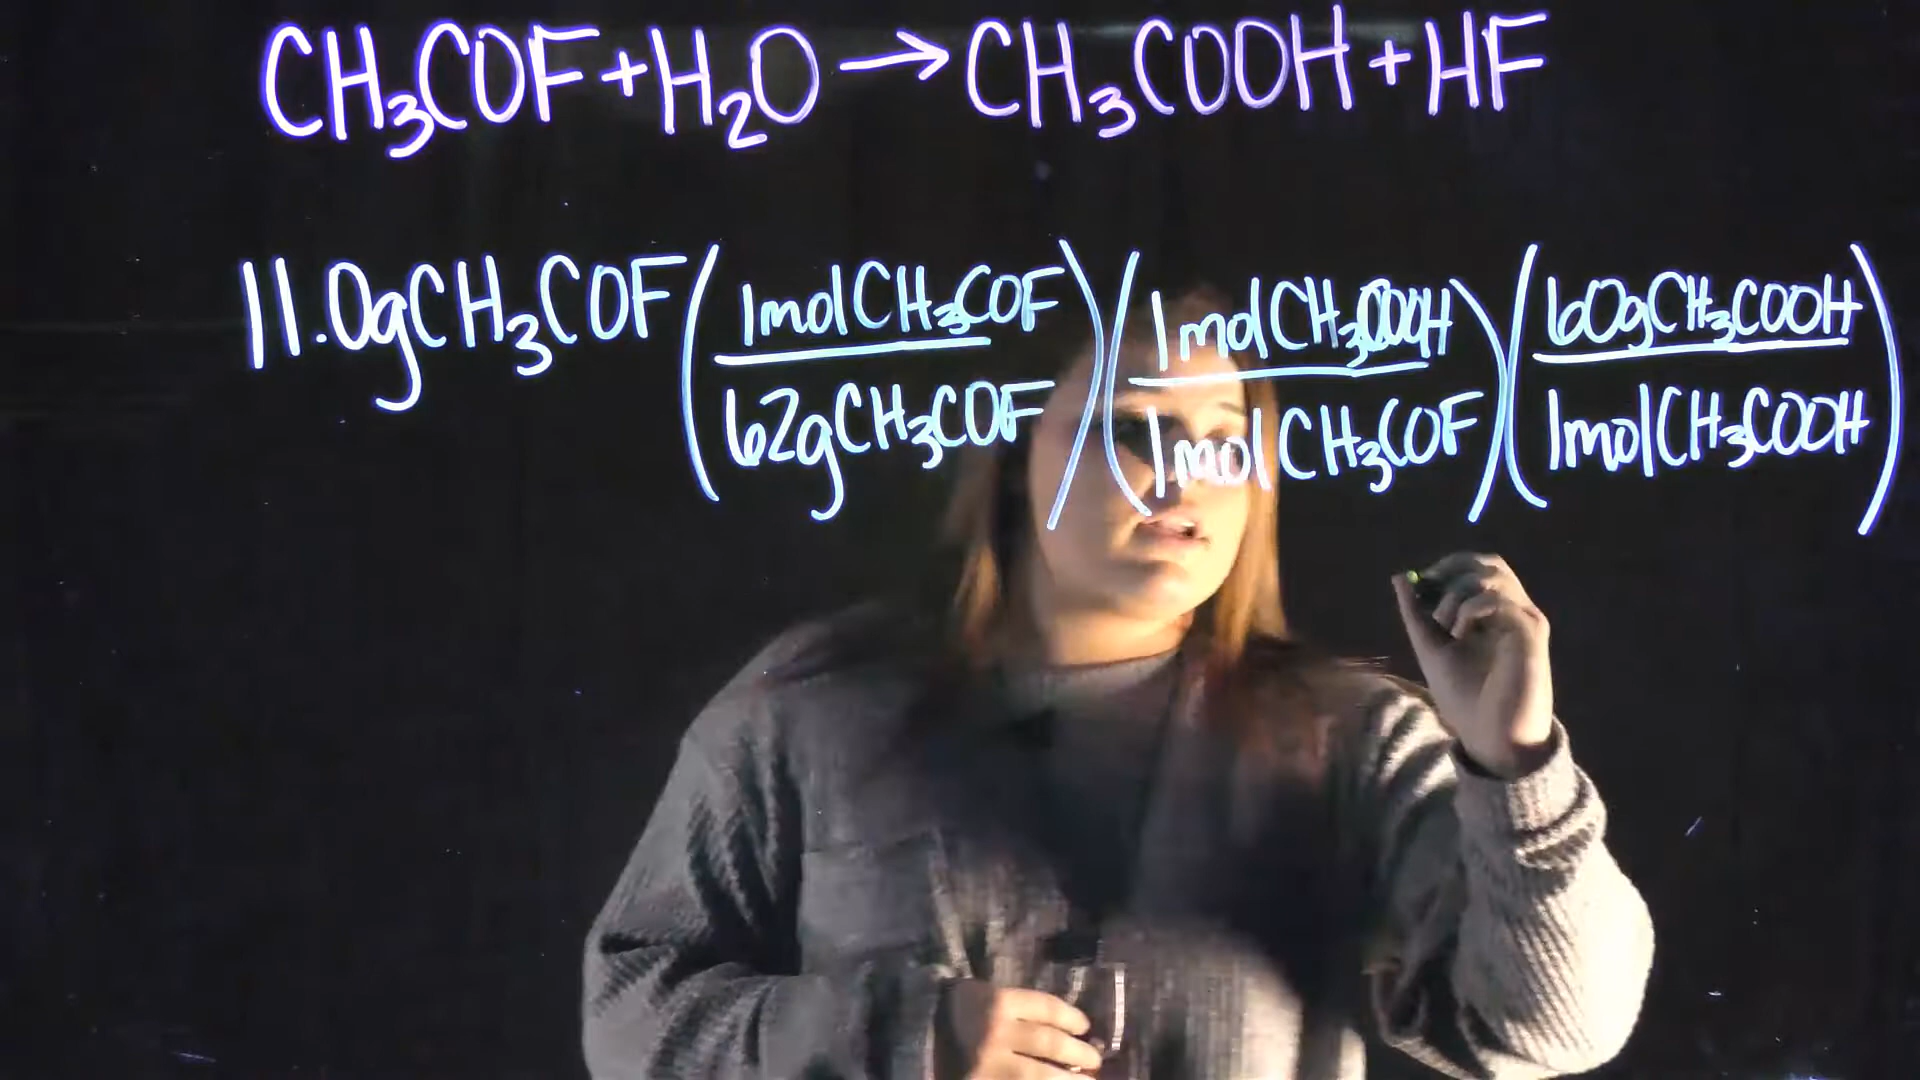 CH₃COF + H₂O → CH₃COOH + HF
11.0g CH₃COF (1mol CH₃COF / 62g CH₃COF) (1mol CH₃COOH / 1mol CH₃COF) (60g CH₃COOH / 1mol CH₃COOH)